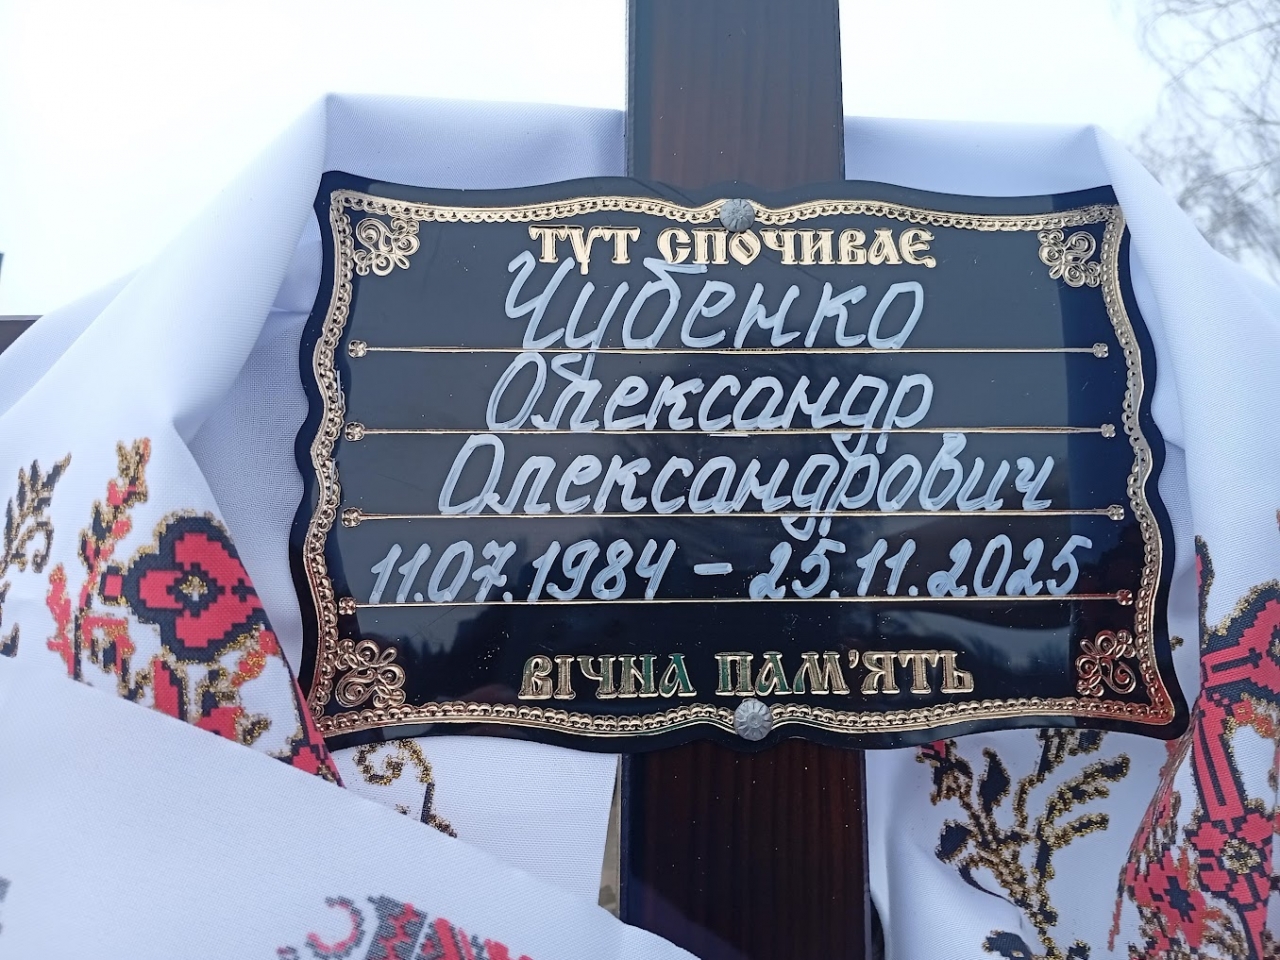 ТУТ СПОЧИВАЄ
Чубенко
Олександр
Олександрович
11.07.1984 - 25.11.2025
ВІЧНА ПАМ'ЯТЬ